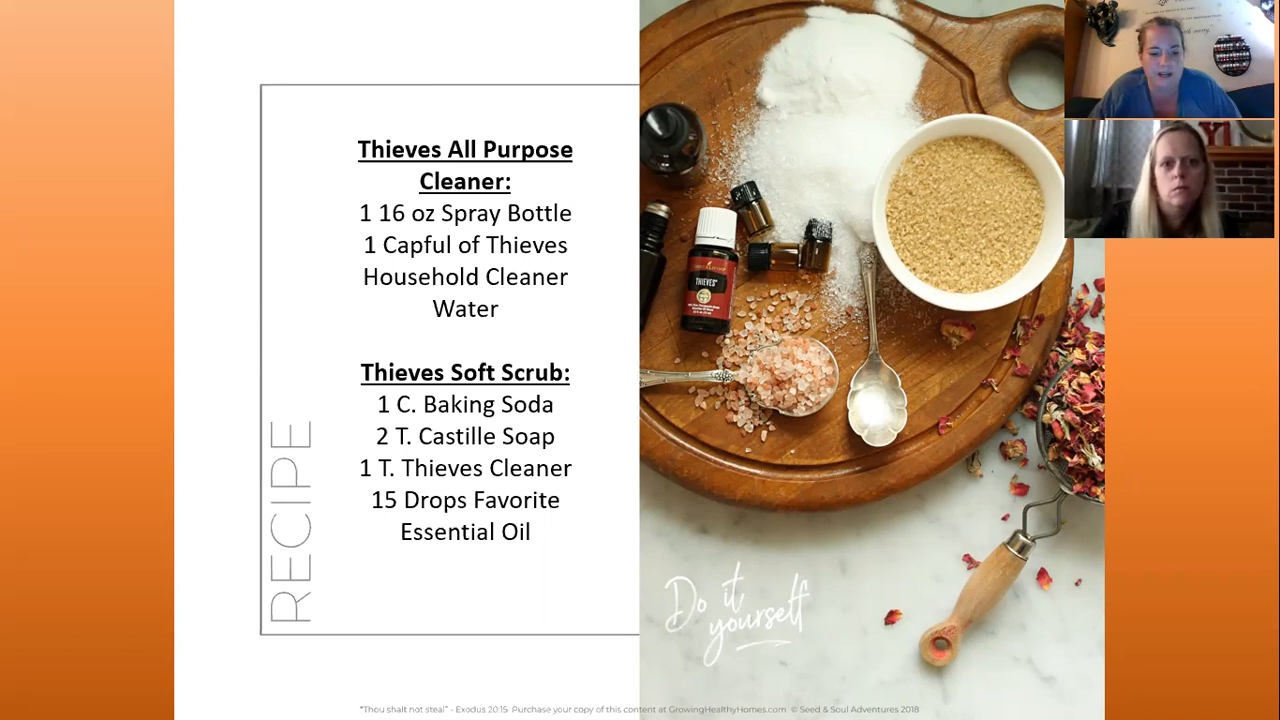 Thieves All Purpose
Cleaner:
1 16 oz Spray Bottle
1 Capful of Thieves
Household Cleaner
Water
Thieves Soft Scrub:
1 C. Baking Soda
2 T. Castille Soap
1 T. Thieves Cleaner
15 Drops Favorite
Essential Oil
RECIPE
THIEVES
Do it
yourself
"Thou shalt not steal" - Exodus 20:15 Purchase your copy of this content at GrowingHealthyHomes.com © Seed & Soul Adventures 2018